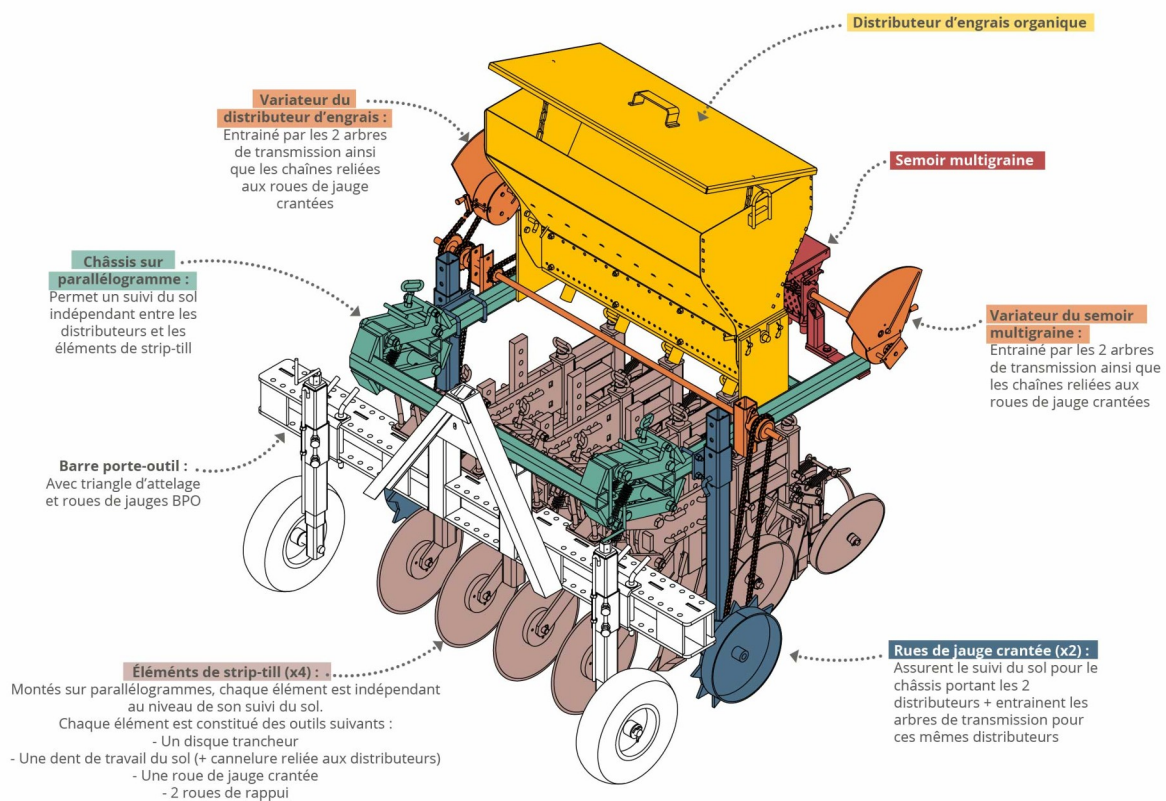 Distributeur d'engrais organique
Variateur du
distributeur d'engrais :
Entrainé par les 2 arbres
de transmission ainsi
que les chaînes reliées
aux roues de jauge
crantées
Semoir multigraine
Châssis sur
parallélogramme :
Permet un suivi du sol
indépendant entre les
distributeurs et les
éléments de strip-till
Variateur du semoir
multigraine :
Entrainé par les 2 arbres
de transmission ainsi que
les chaînes reliées aux
roues de jauge crantées
Barre porte-outil :
Avec triangle d'attelage
et roues de jauges BPO
Éléménts de strip-till (x4) :
Montés sur parallélogrammes, chaque élément est indépendant
au niveau de son suivi du sol.
Chaque élément est constitué des outils suivants :
- Un disque trancheur
- Une dent de travail du sol (+ cannelure reliée aux distributeurs)
- Une roue de jauge crantée
- 2 roues de rappui
Rues de jauge crantée (x2) :
Assurent le suivi du sol pour le
châssis portant les 2
distributeurs + entrainent les
arbres de transmission pour
ces mêmes distributeurs